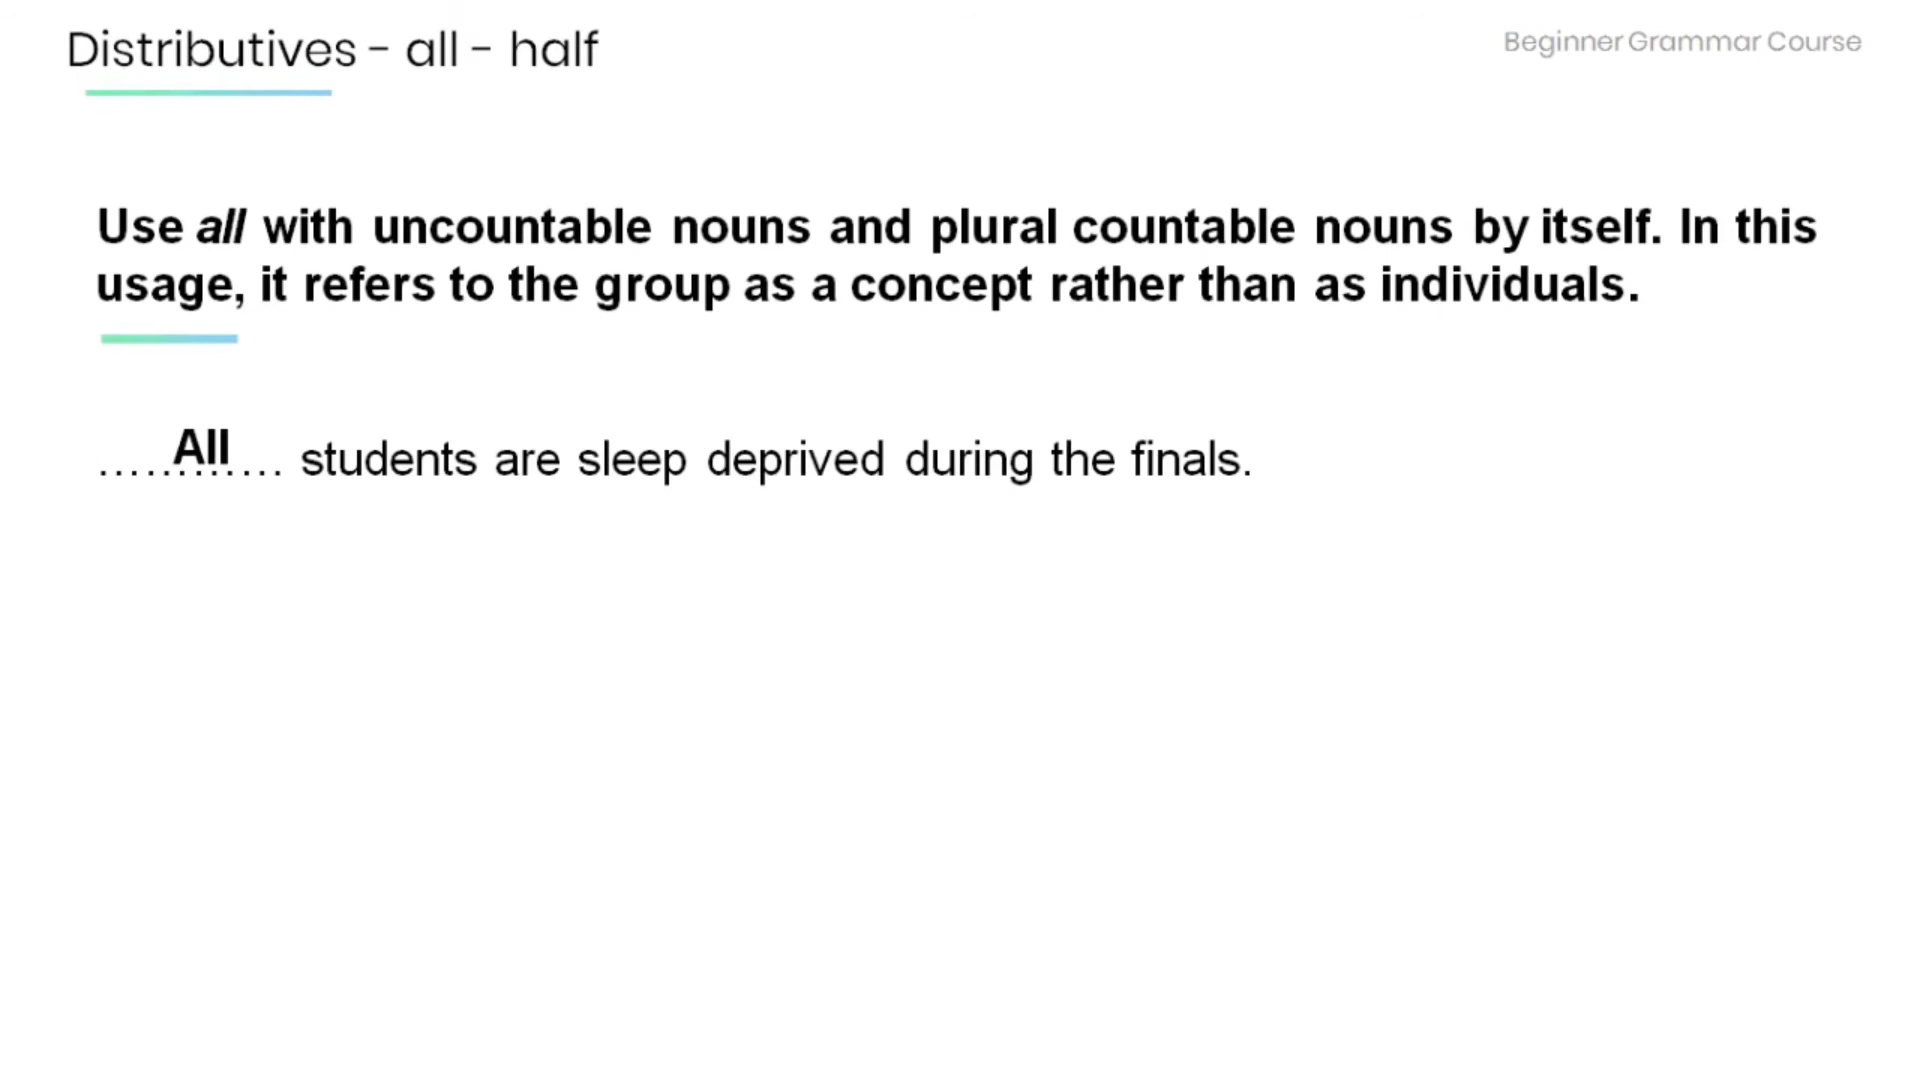 Distributives - all - half
Beginner Grammar Course
Use all with uncountable nouns and plural countable nouns by itself. In this
usage, it refers to the group as a concept rather than as individuals.
............ All students are sleep deprived during the finals.